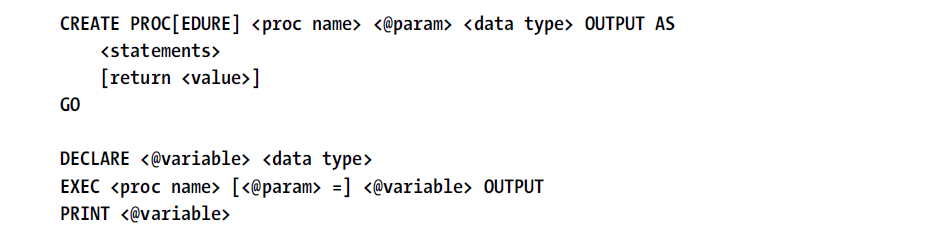 CREATE PROC[EDURE] <proc name> <@param> <data type> OUTPUT AS
    <statements>
    [return <value>]
GO

DECLARE <@variable> <data type>
EXEC <proc name> [<@param> =] <@variable> OUTPUT
PRINT <@variable>